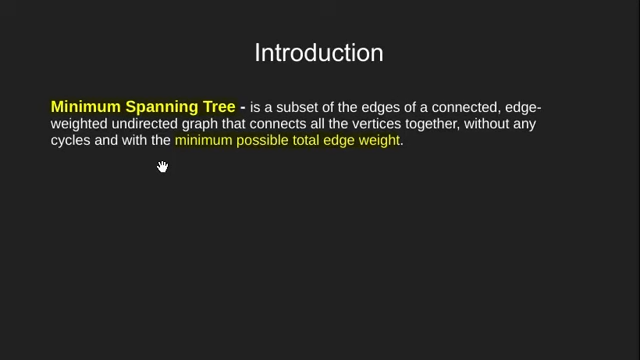 Introduction
Minimum Spanning Tree - is a subset of the edges of a connected, edge-
weighted undirected graph that connects all the vertices together, without any
cycles and with the minimum possible total edge weight.